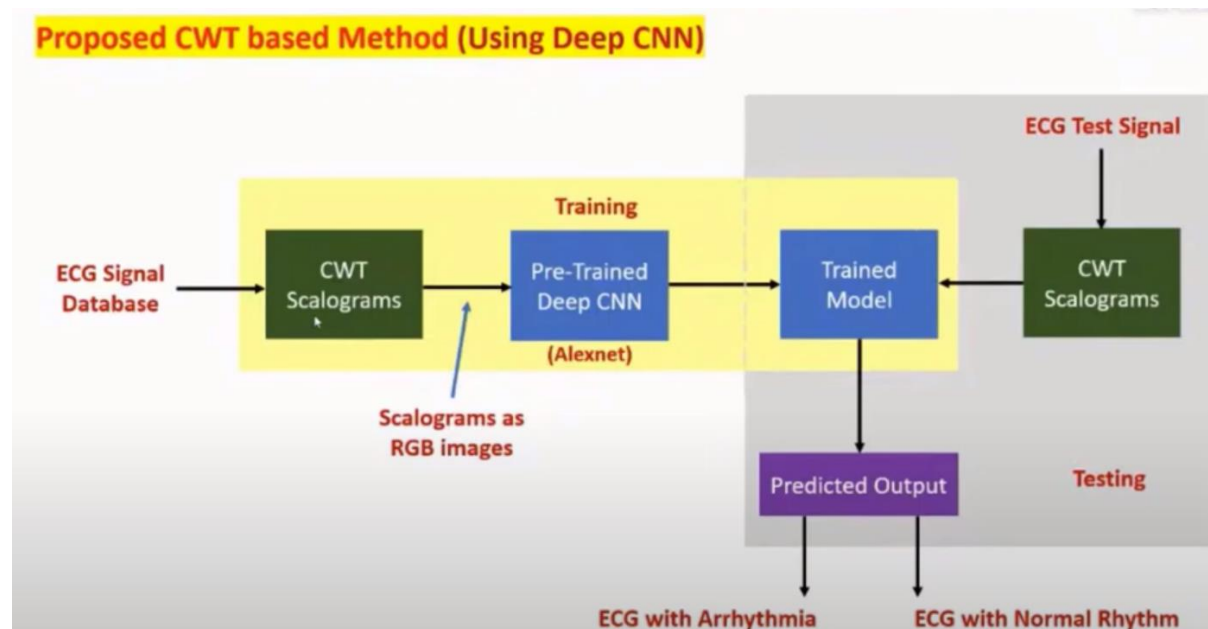 Proposed CWT based Method (Using Deep CNN)
ECG Test Signal
Training
ECG Signal
Database
CWT
Scalograms
Pre-Trained
Deep CNN
(Alexnet)
Trained
Model
CWT
Scalograms
Scalograms as
RGB images
Predicted Output
Testing
ECG with Arrhythmia
ECG with Normal Rhythm